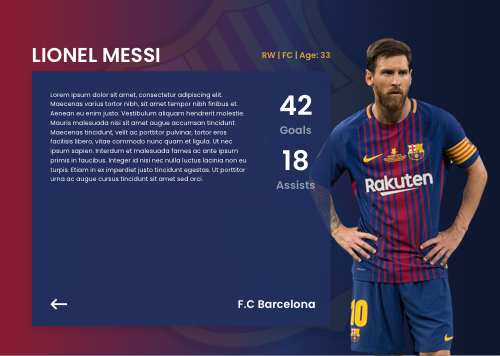 LIONEL MESSI
RW | FC | Age: 33
Lorem ipsum dolor sit amet, consectetur adipiscing elit.
Maecenas varius tortor nibh, sit amet tempor nibh finibus et.
Aenean eu enim justo. Vestibulum aliquam hendrerit molestie.
Mauris malesuada nisi sit amet augue accumsan tincidunt.
Maecenas tincidunt, velit ac porttitor pulvinar, tortor eros
facilisis libero, vitae commodo nunc quam et ligula. Ut nec
ipsum sapien. Interdum et malesuada fames ac ante ipsum
primis in faucibus. Integer id nisi nec nulla luctus lacinia non eu
turpis. Etiam in ex imperdiet justo tincidunt egestas. Ut porttitor
urna ac augue cursus tincidunt sit amet sed orci.
42
Goals
18
Assists
F.C Barcelona
Rakuten
10